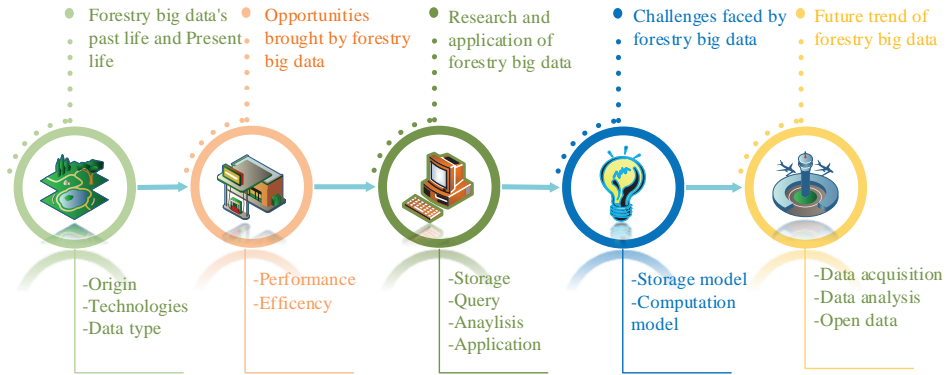 Forestry big data's
past life and Present
life
Opportunities
brought by forestry
big data
Research and
application of
forestry big data
Challenges faced by
forestry big data
Future trend of
forestry big data
-Origin
-Technologies
-Data type
-Performance
-Efficency
-Storage
-Query
-Anaylisis
-Application
-Storage model
-Computation
model
-Data acquisition
-Data analysis
-Open data